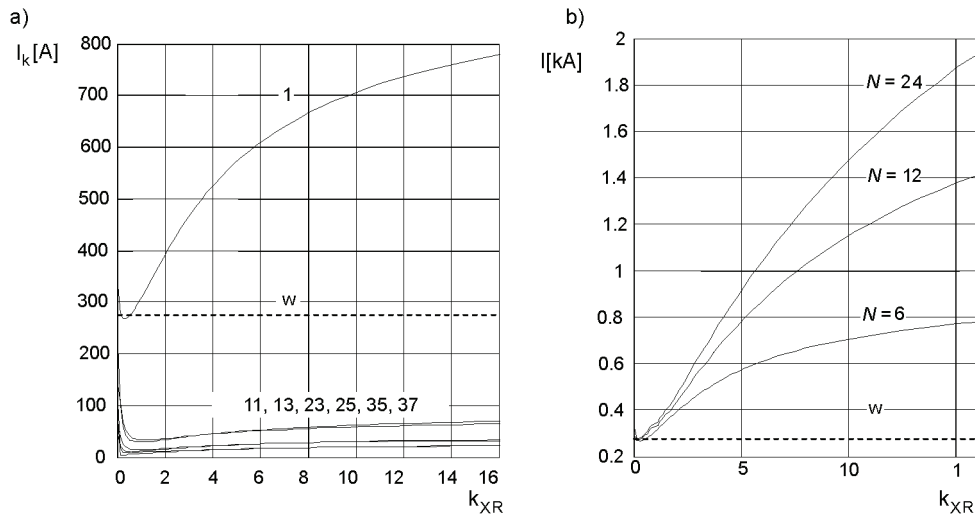 a)
I_k [A]
800
700
600
500
400
300
200
100
0
1
w
11, 13, 23, 25, 35, 37
0 2 4 6 8 10 12 14 16
k_XR
b)
I[kA]
2
1.8
1.6
1.4
1.2
1
0.8
0.6
0.4
0.2
N = 24
N = 12
N = 6
w
0 5 10 1
k_XR